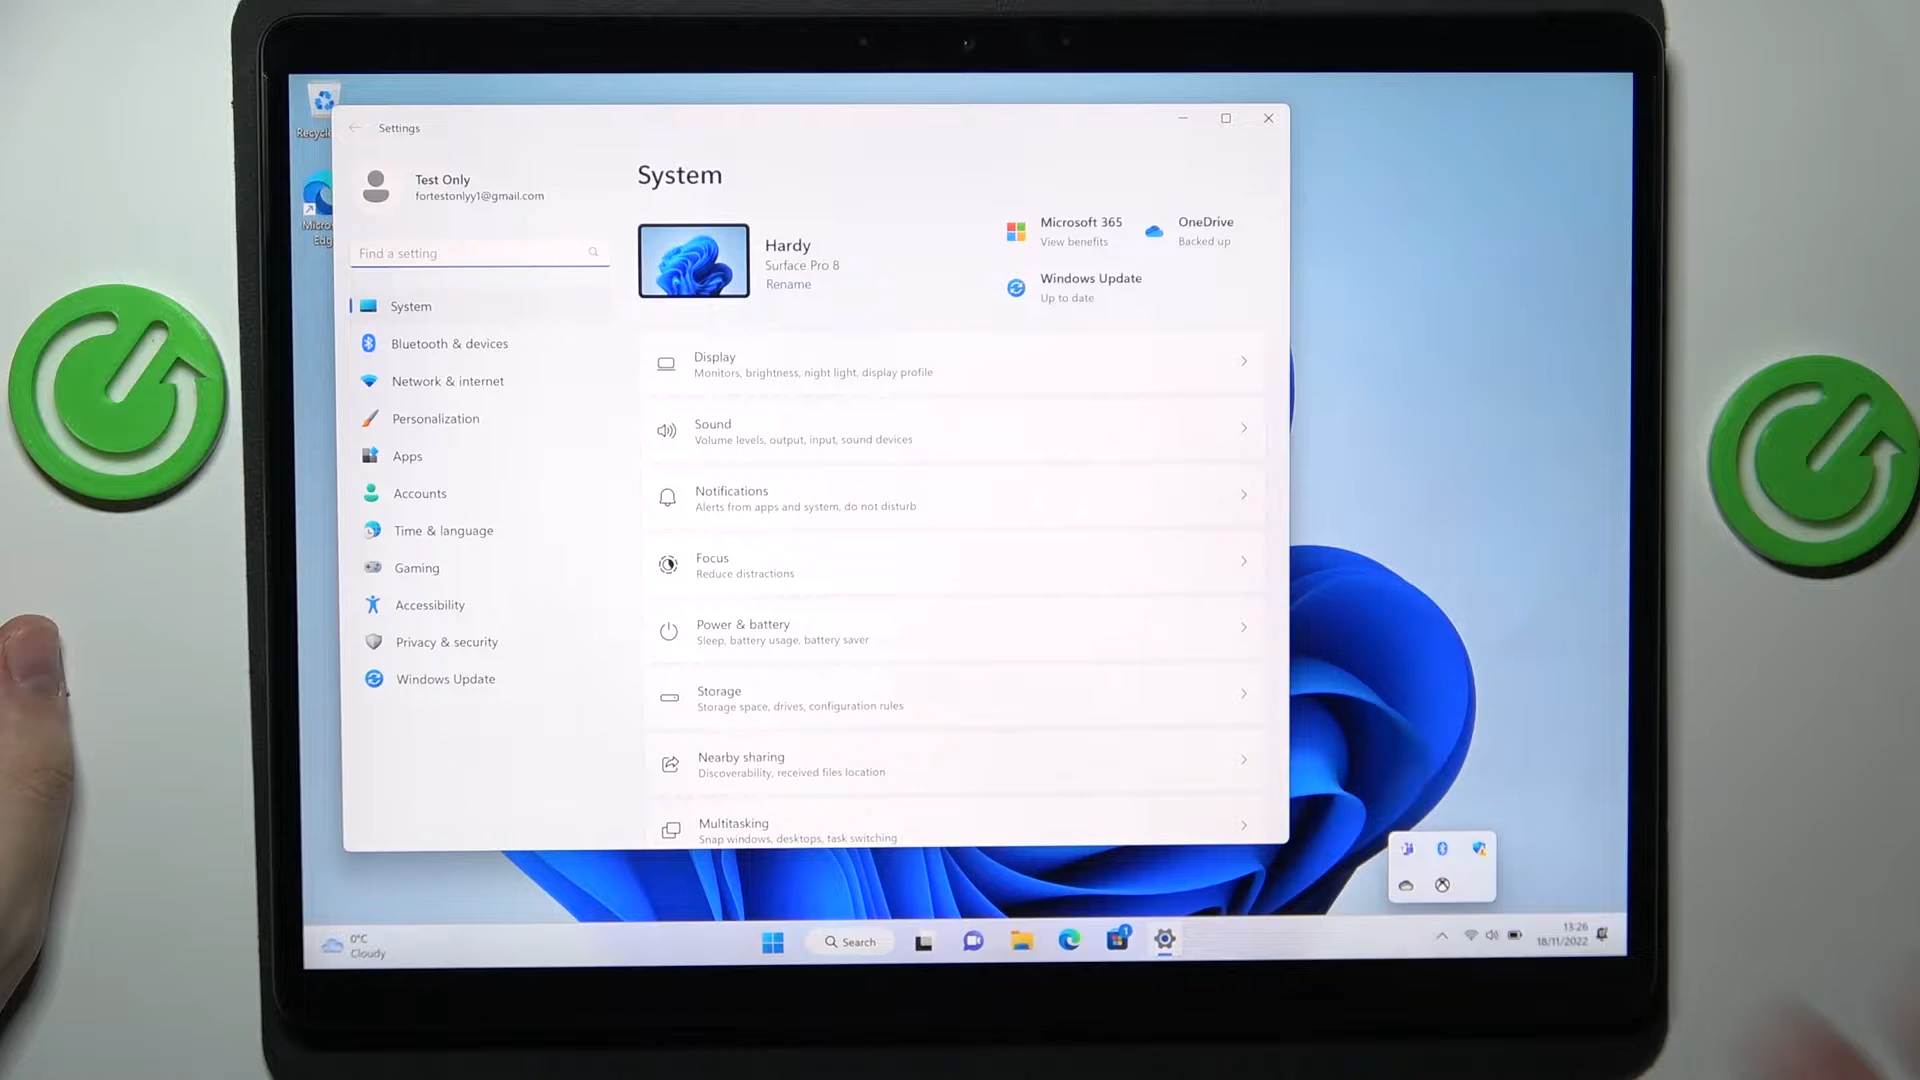 Recycle
Micros
Edg
Settings
Test Only
fortestonlyy1@gmail.com
Find a setting
System
Bluetooth & devices
Network & internet
Personalization
Apps
Accounts
Time & language
Gaming
Accessibility
Privacy & security
Windows Update
System
Hardy
Surface Pro 8
Rename
Microsoft 365
View benefits
OneDrive
Backed up
Windows Update
Up to date
Display
Monitors, brightness, night light, display profile
Sound
Volume levels, output, input, sound devices
Notifications
Alerts from apps and system, do not disturb
Focus
Reduce distractions
Power & battery
Sleep, battery usage, battery saver
Storage
Storage space, drives, configuration rules
Nearby sharing
Discoverability, received files location
Multitasking
Snap windows, desktops, task switching
0°C
Cloudy
Search
1
13:26
18/11/2022